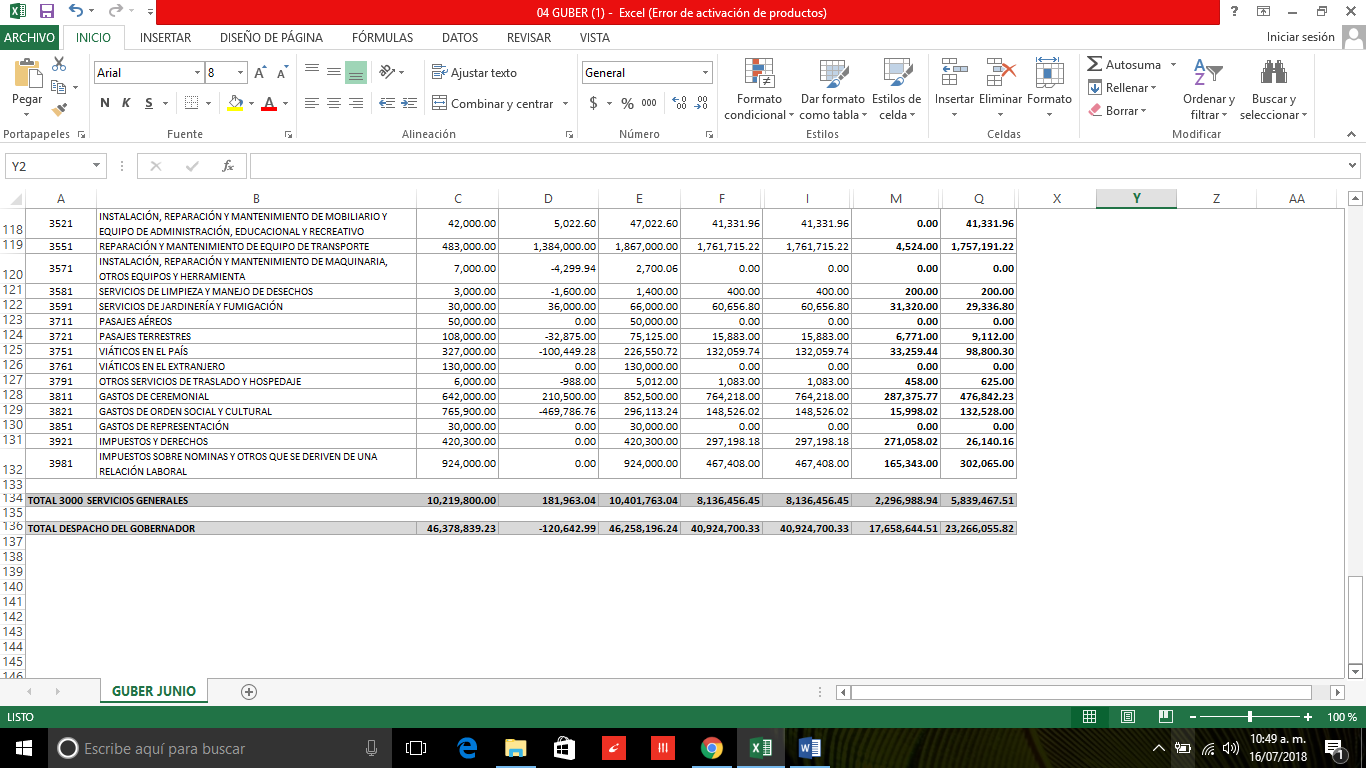 04 GUBER (1) - Excel (Error de activación de productos)
ARCHIVO INICIO INSERTAR DISEÑO DE PÁGINA FÓRMULAS DATOS REVISAR VISTA Iniciar sesión
Arial 8 Ajustar texto General Autosuma
Pegar Rellenar
N K S Combinar y centrar $ % 000 Borrar
Formato condicional Dar formato como tabla Estilos de celda Insertar Eliminar Formato Ordenar y filtrar Buscar y seleccionar
Portapapeles Fuente Alineación Número Estilos Celdas Modificar
Y2 fx
A B C D E F I M Q X Y Z AA
118 3521 INSTALACIÓN, REPARACIÓN Y MANTENIMIENTO DE MOBILIARIO Y
EQUIPO DE ADMINISTRACIÓN, EDUCACIONAL Y RECREATIVO 42,000.00 5,022.60 47,022.60 41,331.96 41,331.96 0.00 41,331.96
119 3551 REPARACIÓN Y MANTENIMIENTO DE EQUIPO DE TRANSPORTE 483,000.00 1,384,000.00 1,867,000.00 1,761,715.22 1,761,715.22 4,524.00 1,757,191.22
120 3571 INSTALACIÓN, REPARACIÓN Y MANTENIMIENTO DE MAQUINARIA,
OTROS EQUIPOS Y HERRAMIENTA 7,000.00 -4,299.94 2,700.06 0.00 0.00 0.00 0.00
121 3581 SERVICIOS DE LIMPIEZA Y MANEJO DE DESECHOS 3,000.00 -1,600.00 1,400.00 400.00 400.00 200.00 200.00
122 3591 SERVICIOS DE JARDINERÍA Y FUMIGACIÓN 30,000.00 36,000.00 66,000.00 60,656.80 60,656.80 31,320.00 29,336.80
123 3711 PASAJES AÉREOS 50,000.00 0.00 50,000.00 0.00 0.00 0.00 0.00
124 3721 PASAJES TERRESTRES 108,000.00 -32,875.00 75,125.00 15,883.00 15,883.00 6,771.00 9,112.00
125 3751 VIÁTICOS EN EL PAÍS 327,000.00 -100,449.28 226,550.72 132,059.74 132,059.74 33,259.44 98,800.30
126 3761 VIÁTICOS EN EL EXTRANJERO 130,000.00 0.00 130,000.00 0.00 0.00 0.00 0.00
127 3791 OTROS SERVICIOS DE TRASLADO Y HOSPEDAJE 6,000.00 -988.00 5,012.00 1,083.00 1,083.00 458.00 625.00
128 3811 GASTOS DE CEREMONIAL 642,000.00 210,500.00 852,500.00 764,218.00 764,218.00 287,375.77 476,842.23
129 3821 GASTOS DE ORDEN SOCIAL Y CULTURAL 765,900.00 -469,786.76 296,113.24 148,526.02 148,526.02 15,998.02 132,528.00
130 3851 GASTOS DE REPRESENTACIÓN 30,000.00 0.00 30,000.00 0.00 0.00 0.00 0.00
131 3921 IMPUESTOS Y DERECHOS 420,300.00 0.00 420,300.00 297,198.18 297,198.18 271,058.02 26,140.16
132 3981 IMPUESTOS SOBRE NOMINAS Y OTROS QUE SE DERIVEN DE UNA
RELACIÓN LABORAL 924,000.00 0.00 924,000.00 467,408.00 467,408.00 165,343.00 302,065.00
133
134 TOTAL 3000 SERVICIOS GENERALES 10,219,800.00 181,963.04 10,401,763.04 8,136,456.45 8,136,456.45 2,296,988.94 5,839,467.51
135
136 TOTAL DESPACHO DEL GOBERNADOR 46,378,839.23 -120,642.99 46,258,196.24 40,924,700.33 40,924,700.33 17,658,644.51 23,266,055.82
137
138
139
140
141
142
143
144
145
146
GUBER JUNIO
LISTO 100 %
Escribe aquí para buscar
10:49 a. m.
16/07/2018 1